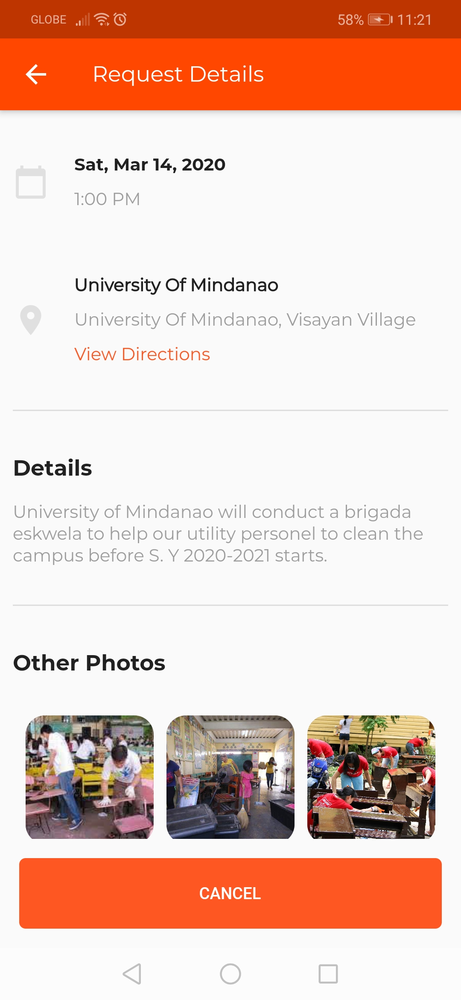 GLOBE 58% 11:21
Request Details
Sat, Mar 14, 2020
1:00 PM
University Of Mindanao
University Of Mindanao, Visayan Village
View Directions
Details
University of Mindanao will conduct a brigada
eskwela to help our utility personel to clean the
campus before S. Y 2020-2021 starts.
Other Photos
CANCEL